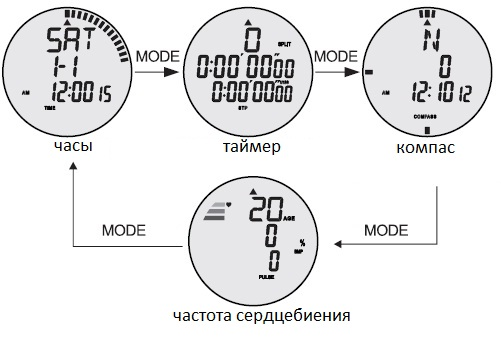 SAT
1-1
AM 12:00 15
TIME
часы
MODE
0 SPLIT
0:00'00"00
0:00'00"00
STP
таймер
MODE
N
0
AM 12:10 12
COMPASS
компас
MODE
20 AGE
0 %
0
PULSE
частота сердцебиения
MODE